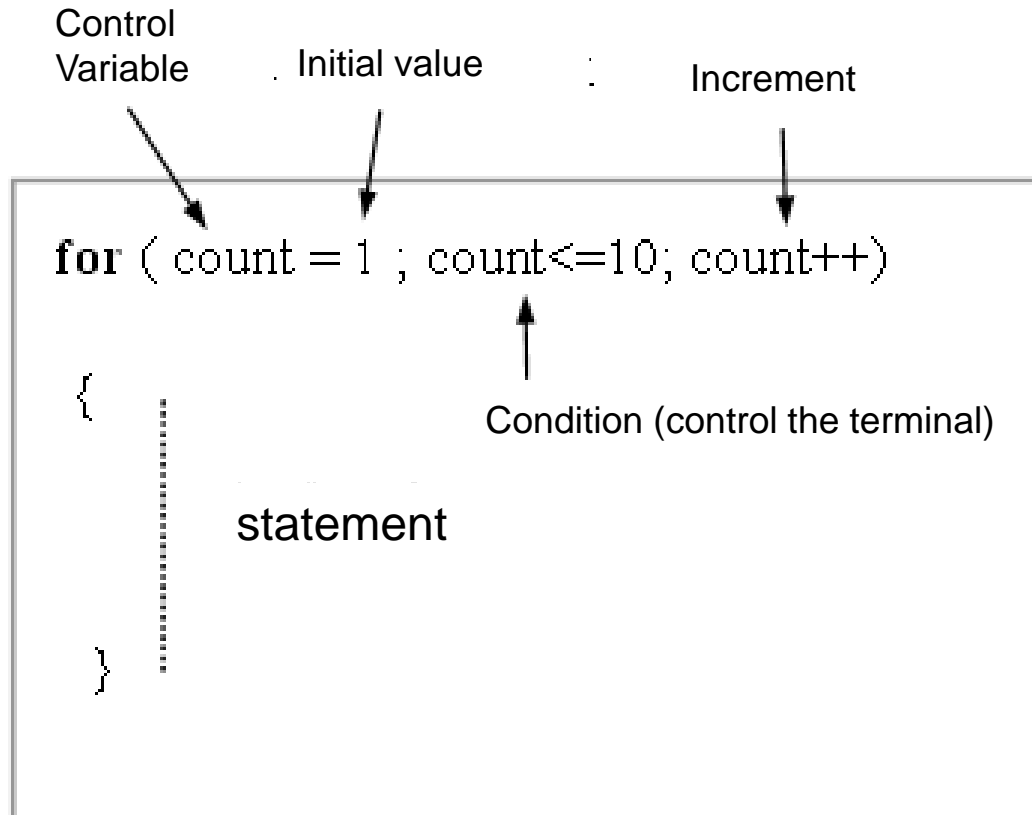 Control
Variable
Initial value
Increment
for ( count = 1 ; count<=10; count++)
{
Condition (control the terminal)
statement
}